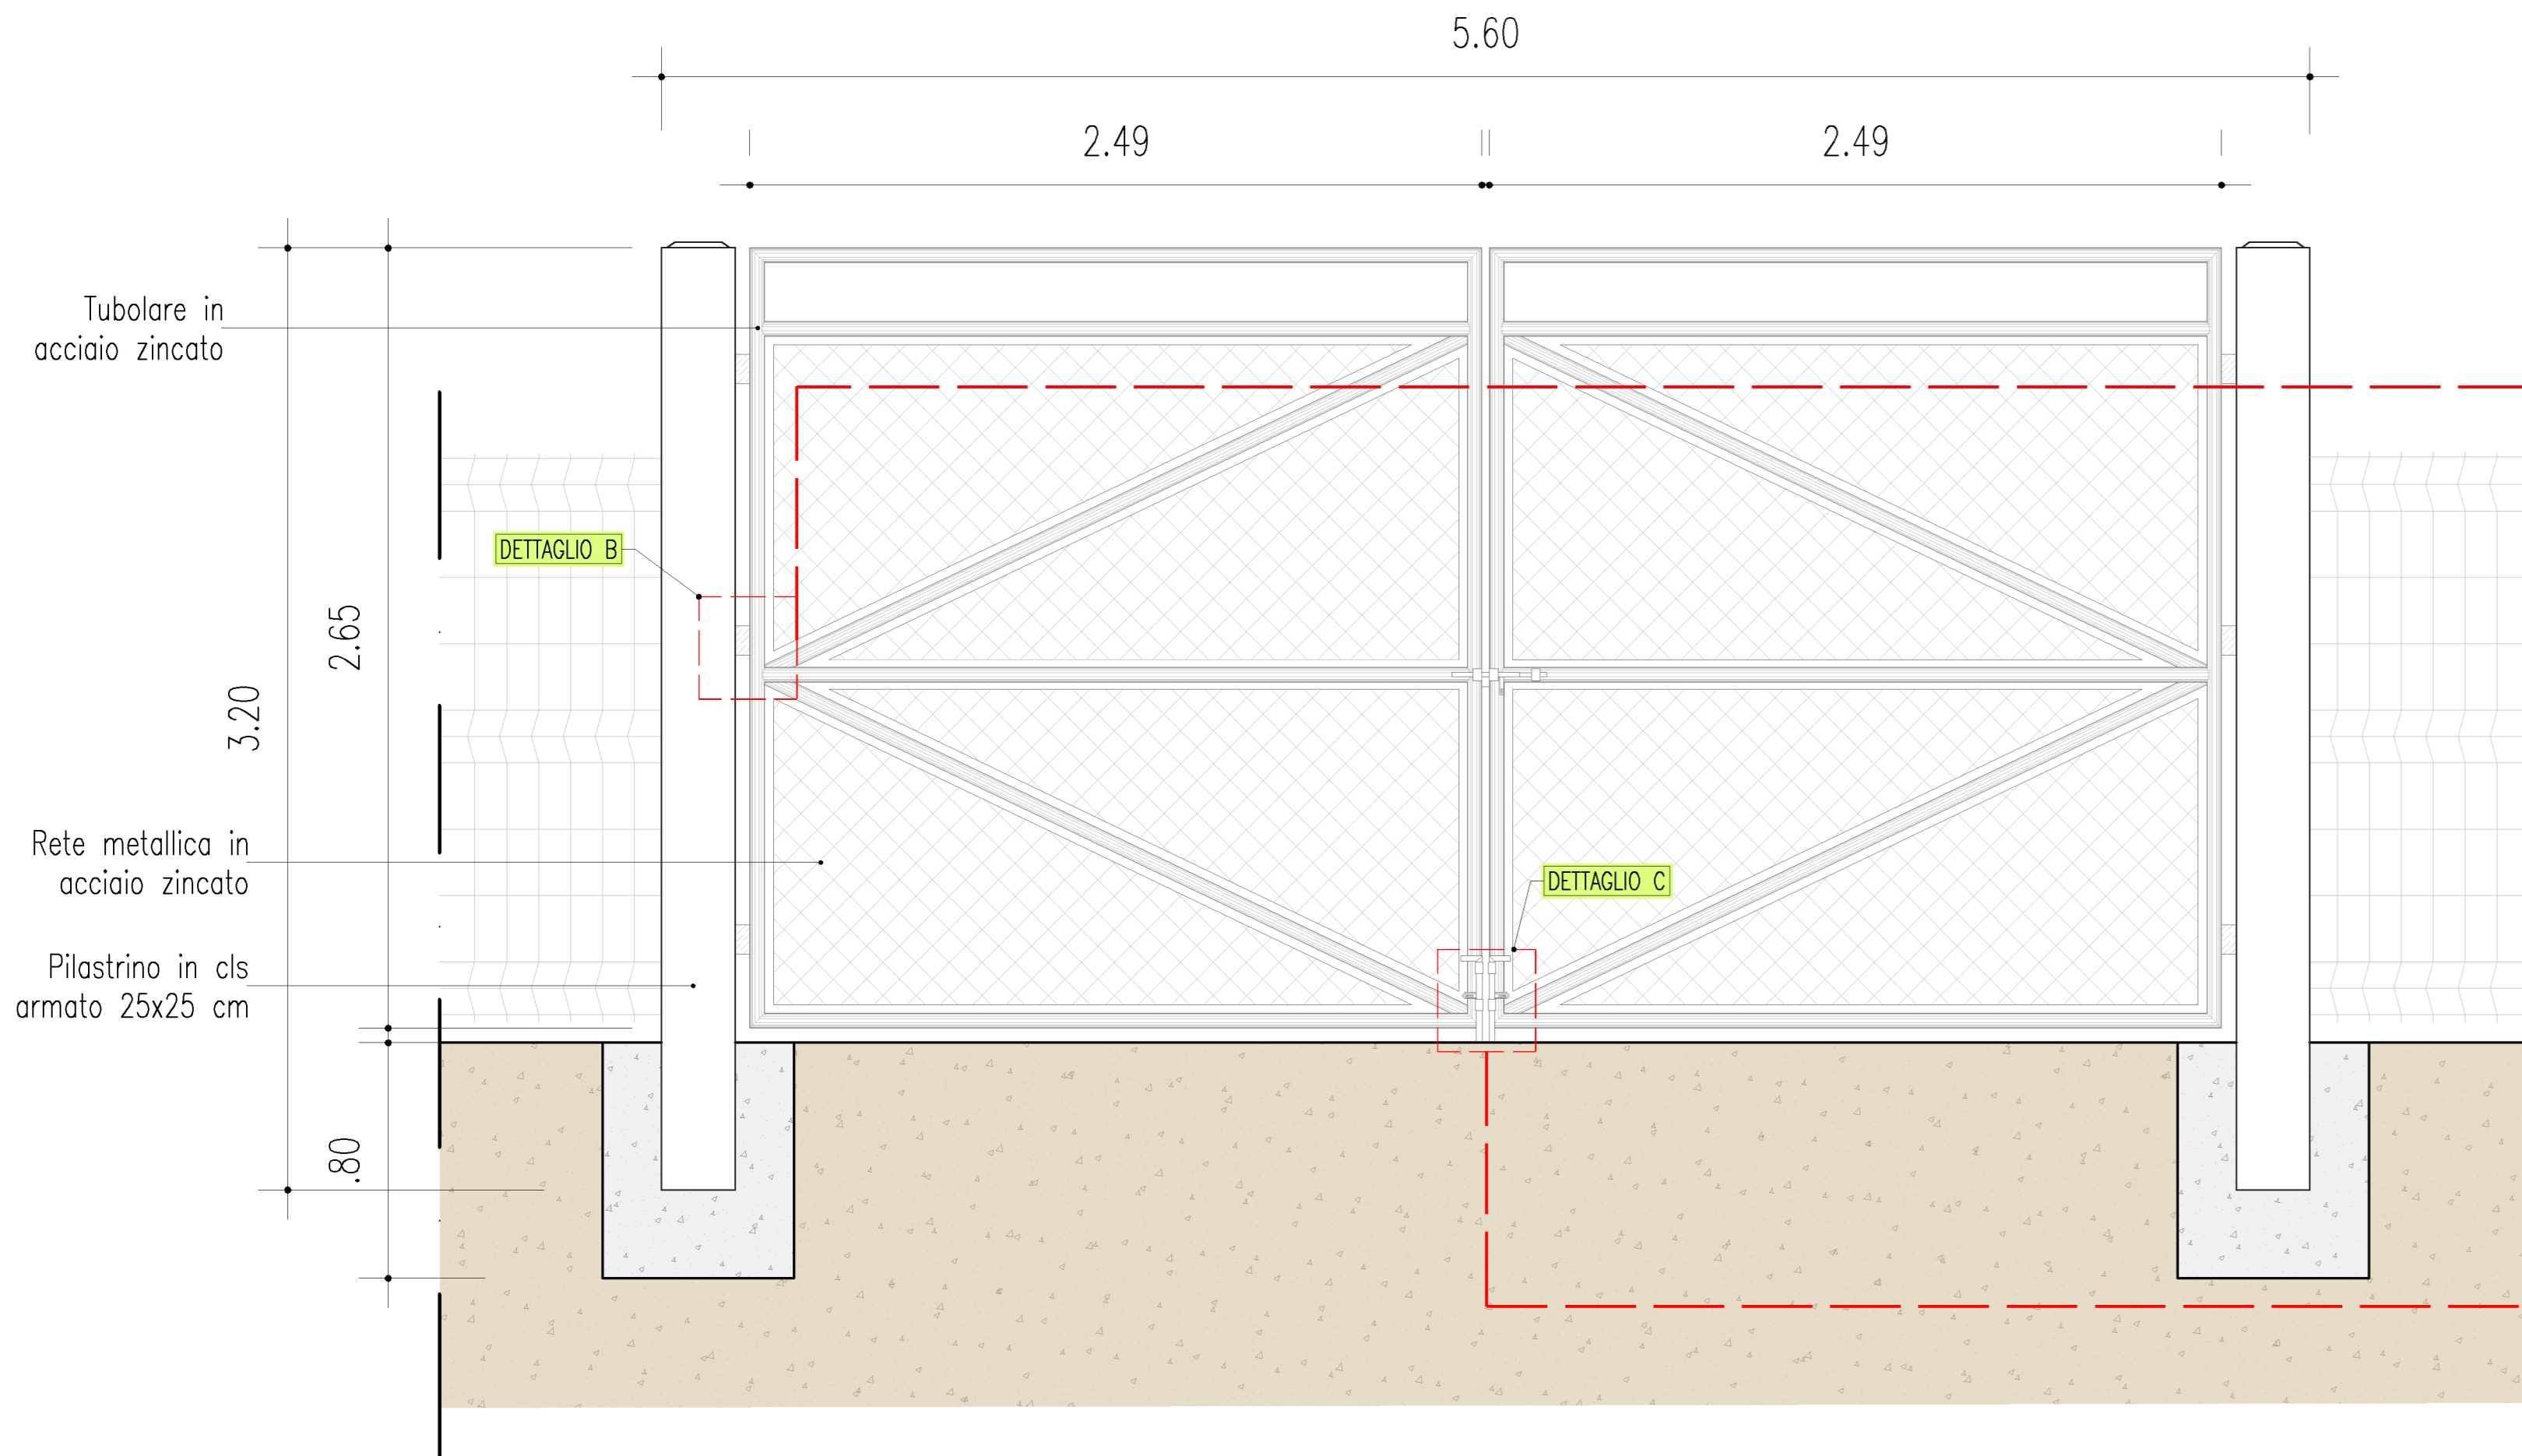 5.60
2.49
2.49
Tubolare in
acciaio zincato
DETTAGLIO B
2.65
3.20
Rete metallica in
acciaio zincato
DETTAGLIO C
Pilastrino in cls
armato 25x25 cm
.80